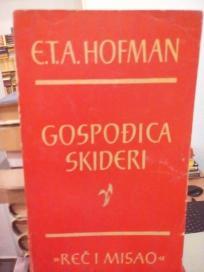 E.T.A. HOFMAN
GOSPOĐICA
SKIDERI
»REČ I MISAO«